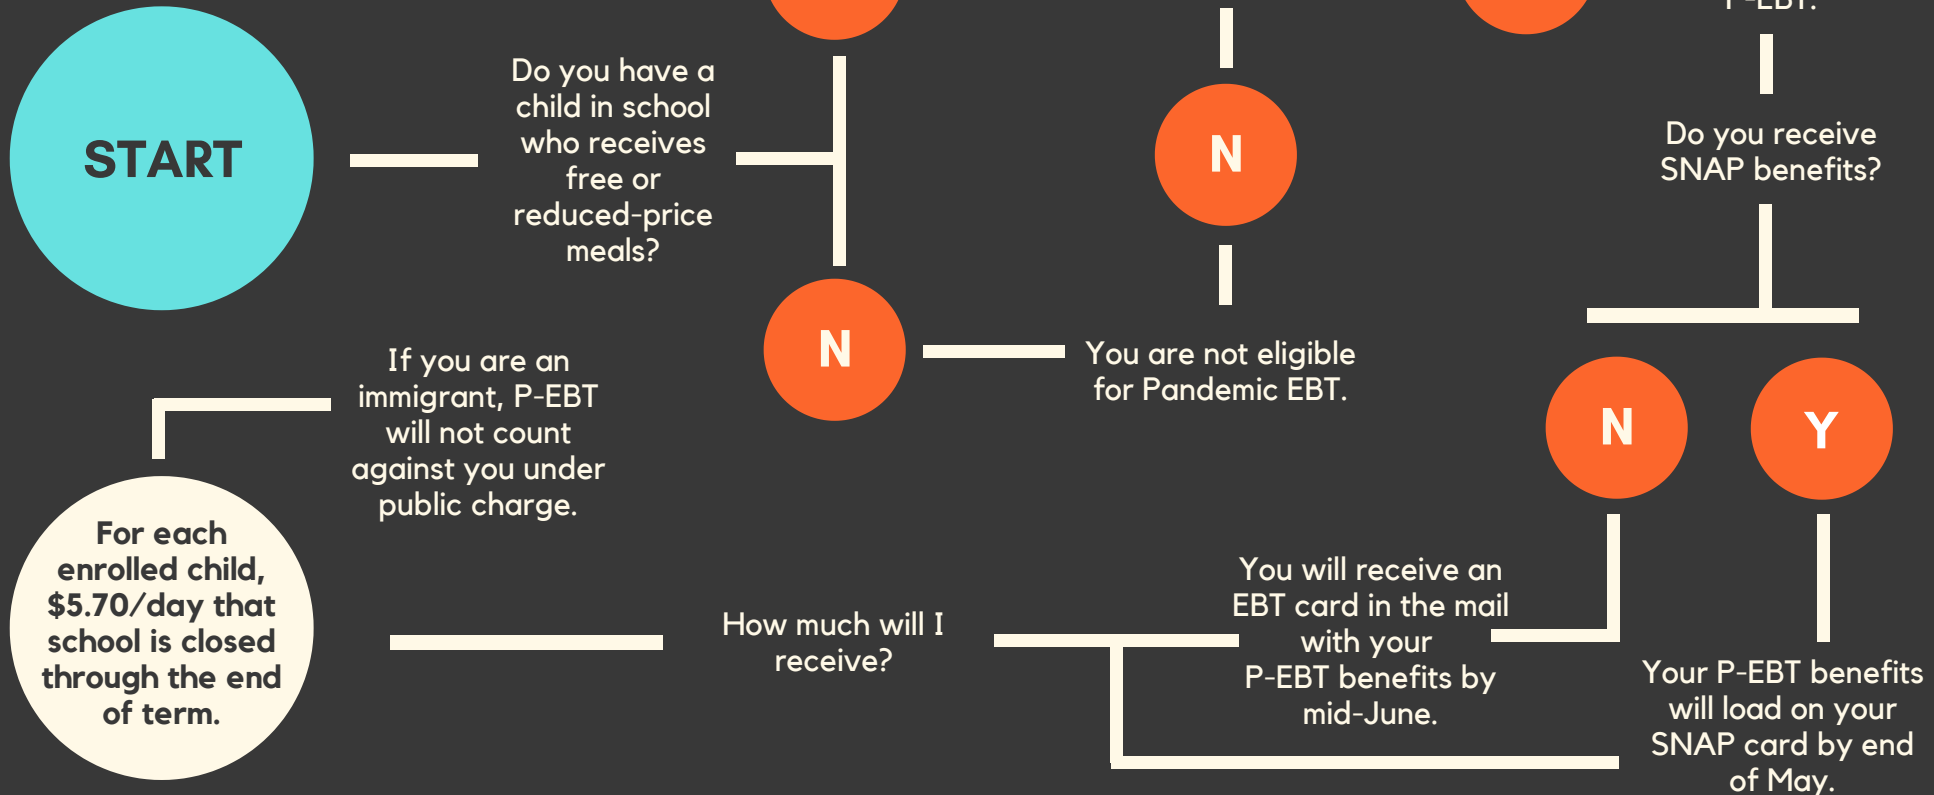 P-EBT.
START
Do you have a
child in school
who receives
free or
reduced-price
meals?
N
Do you receive
SNAP benefits?
N
You are not eligible
for Pandemic EBT.
If you are an
immigrant, P-EBT
will not count
against you under
public charge.
N
Y
For each
enrolled child,
$5.70/day that
school is closed
through the end
of term.
How much will I
receive?
You will receive an
EBT card in the mail
with your
P-EBT benefits by
mid-June.
Your P-EBT benefits
will load on your
SNAP card by end
of May.